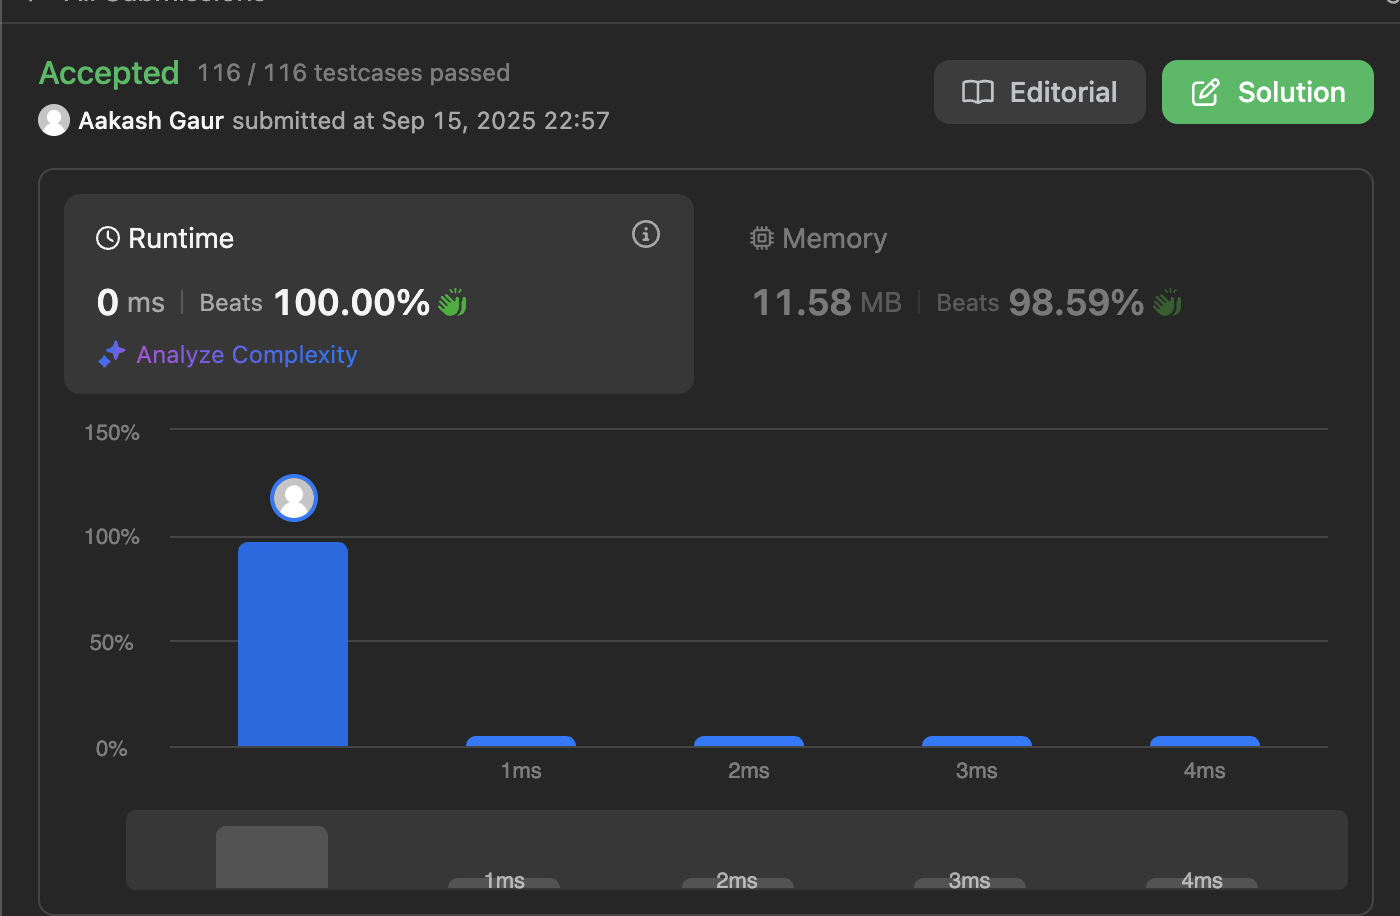 All Submissions
Accepted 116 / 116 testcases passed
Aakash Gaur submitted at Sep 15, 2025 22:57
Editorial
Solution
Runtime
0 ms | Beats 100.00%
Analyze Complexity
Memory
11.58 MB | Beats 98.59%
150%
100%
50%
0%
1ms 2ms 3ms 4ms
1ms 2ms 3ms 4ms